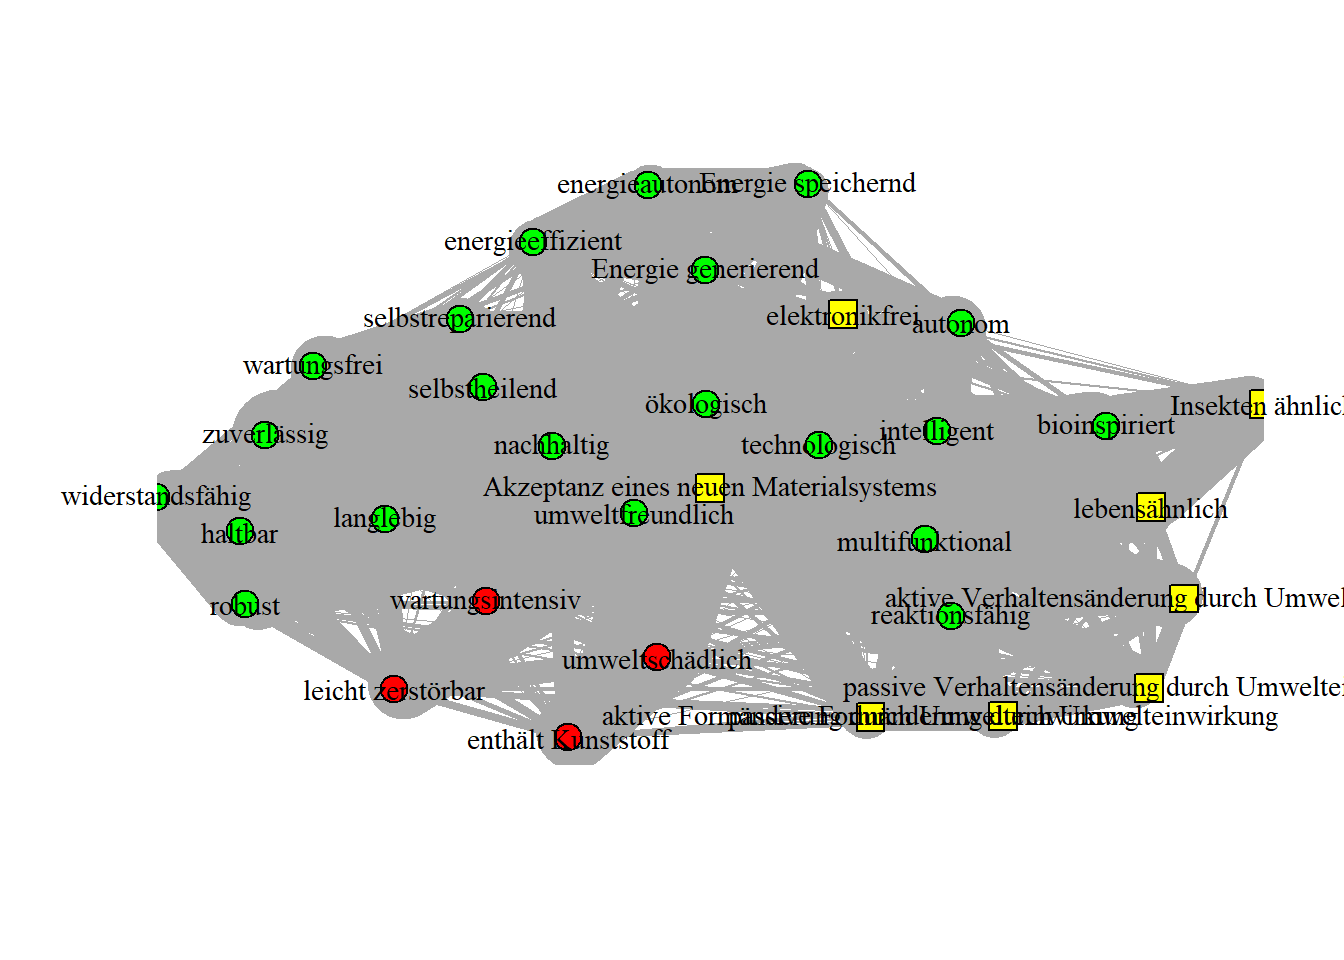 energieautonom
Energie speichernd
energieeffizient
Energie generierend
selbstreparierend
elektronikfrei
autonom
wartungsfrei
selbstheilend
ökologisch
Insekten ähnlic
zuverlässig
nachhaltig
technologisch
intelligent
bioinspiriert
widerstandsfähig
Akzeptanz eines neuen Materialsystems
lebensähnlich
haltbar
langlebig
umweltfreundlich
multifunktional
robust
wartungsintensiv
aktive Verhaltensänderung durch Umwel
reaktionsfähig
umweltschädlich
leicht zerstörbar
passive Verhaltensänderung durch Umweltein
aktive Formänderung durch Umwelteinwirkung
passive Formänderung durch Umwelteinwirkung
enthält Kunststoff